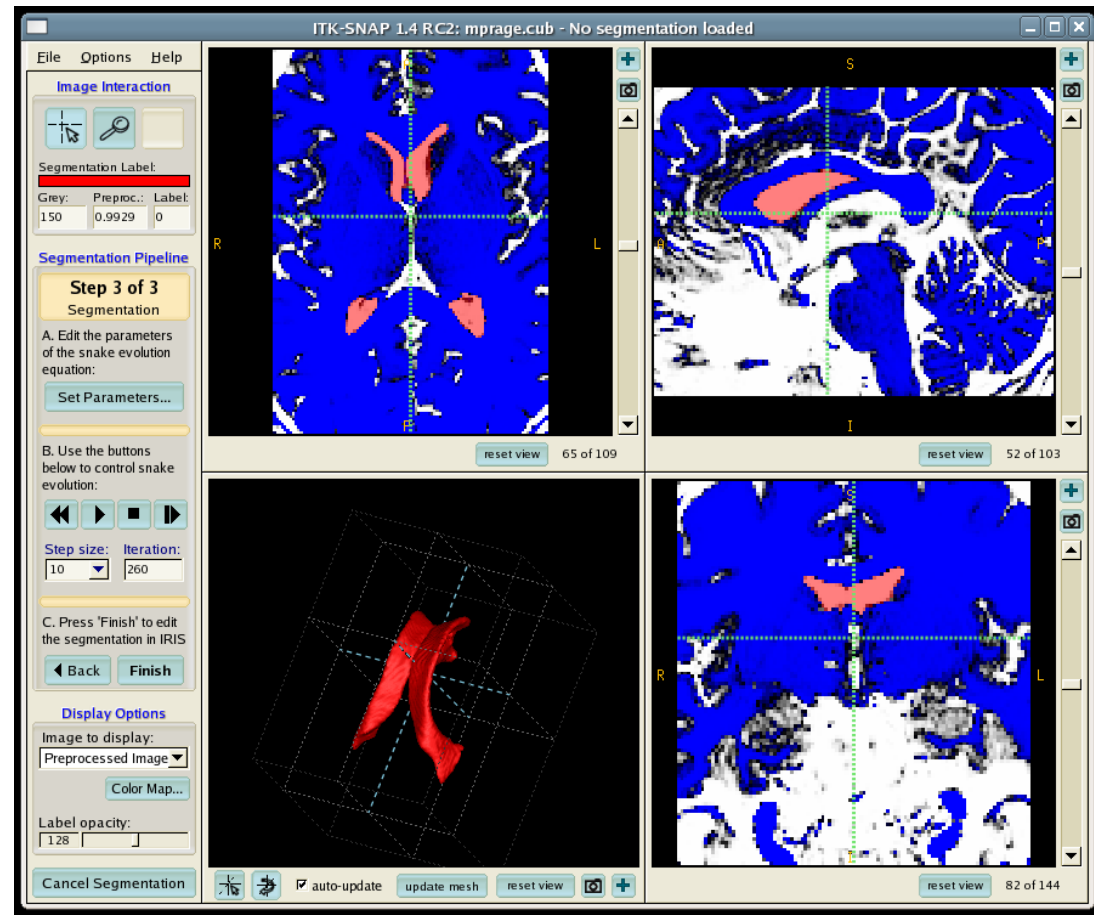 ITK-SNAP 1.4 RC2: mprage.cub - No segmentation loaded
File Options Help
Image Interaction
Segmentation Label:
Grey: Preproc.: Label:
150 0.9929 0
Segmentation Pipeline
Step 3 of 3
Segmentation
A. Edit the parameters
of the snake evolution
equation:
Set Parameters...
B. Use the buttons
below to control snake
evolution:
Step size: Iteration:
10 260
C. Press 'Finish' to edit
the segmentation in IRIS
Back Finish
Display Options
Image to display:
Preprocessed Image
Color Map...
Label opacity:
128
Cancel Segmentation
R L
reset view 65 of 109
S
A P
I
reset view 52 of 103
auto-update update mesh reset view
S
R L
I
reset view 82 of 144